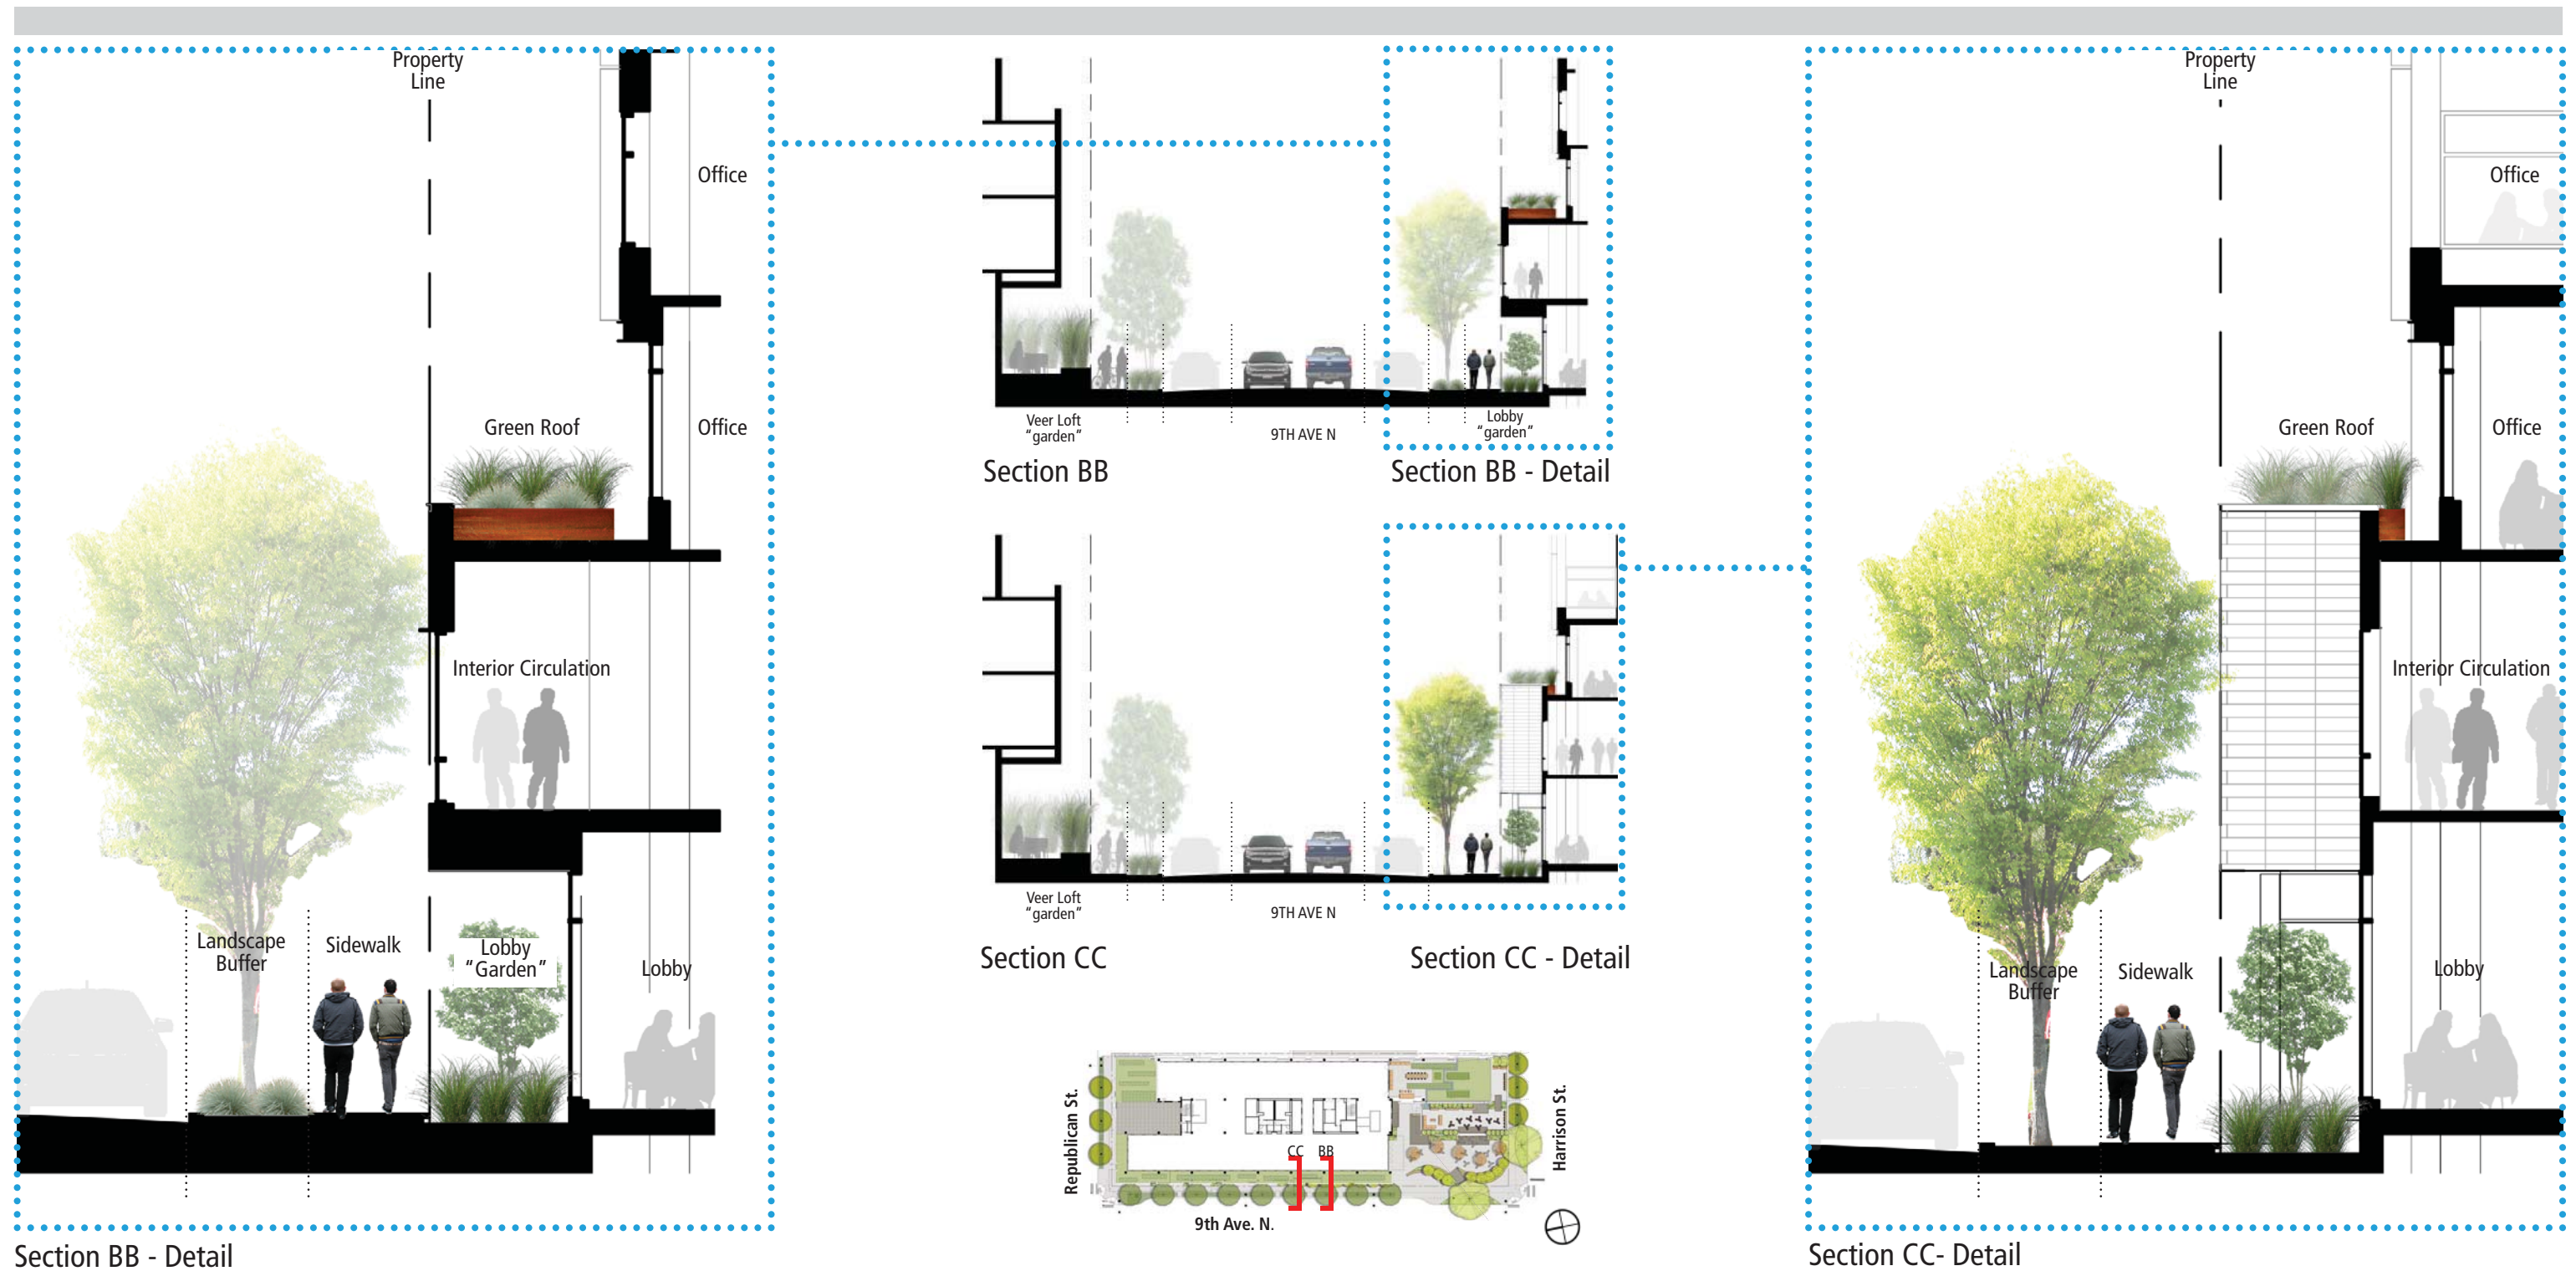 Property
Line
Office
Green Roof
Office
Interior Circulation
Landscape
Buffer
Sidewalk
Lobby
“Garden”
Lobby
Section BB - Detail
Veer Loft
“garden”
9TH AVE N
Lobby
“garden”
Section BB
Section BB - Detail
Veer Loft
“garden”
9TH AVE N
Section CC
Section CC - Detail
Republican St.
CC
BB
Harrison St.
9th Ave. N.
Property
Line
Office
Green Roof
Office
Interior Circulation
Landscape
Buffer
Sidewalk
Lobby
Section CC- Detail